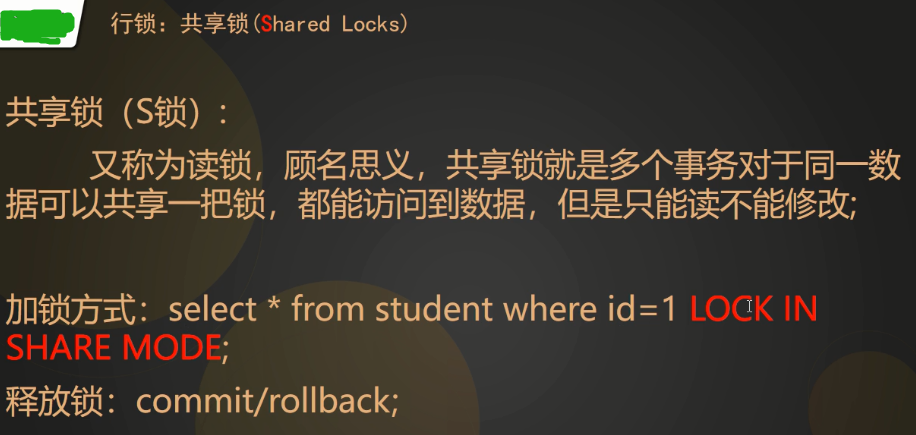 行锁：共享锁(Shared Locks)
共享锁（S锁）:
又称为读锁，顾名思义，共享锁就是多个事务对于同一数
据可以共享一把锁，都能访问到数据，但是只能读不能修改;
加锁方式：select * from student where id=1 LOCK IN
SHARE MODE;
释放锁：commit/rollback;